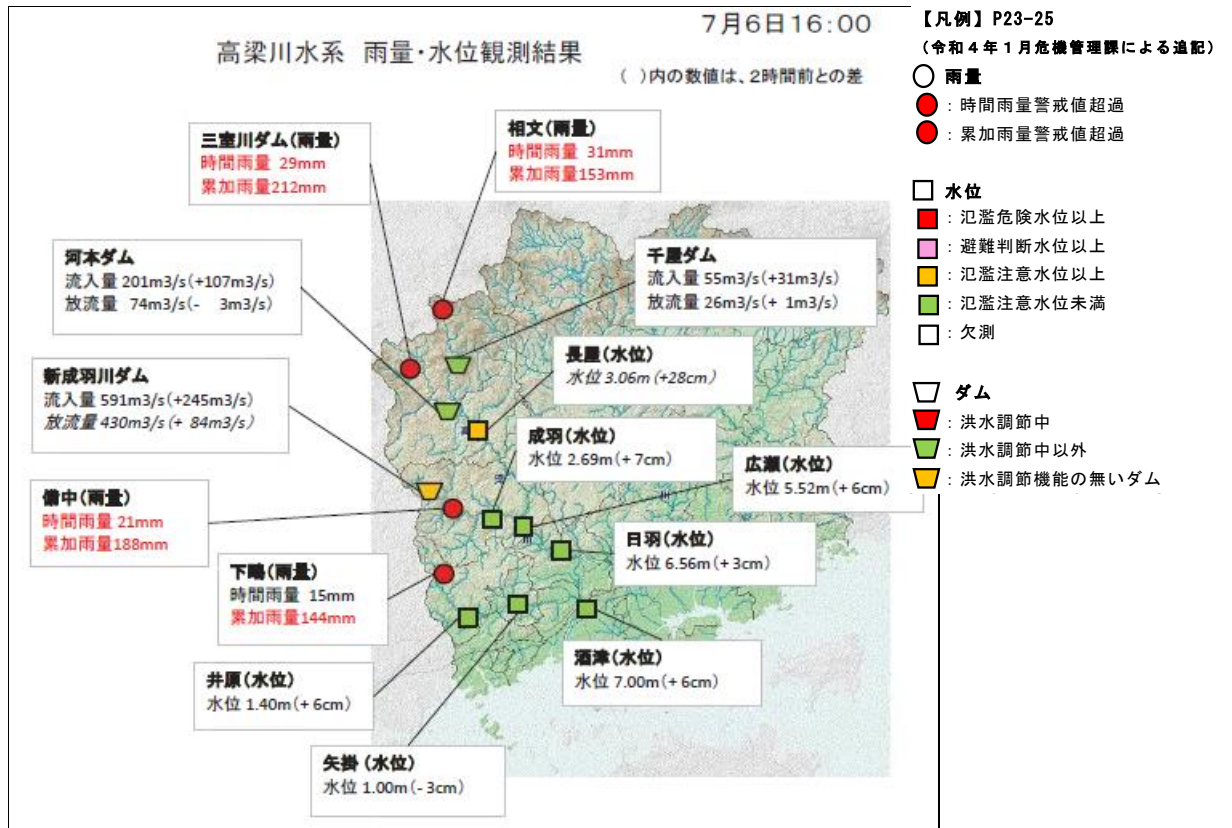 7月6日16:00
高梁川水系 雨量・水位観測結果
( )内の数値は、2時間前との差
三室川ダム(雨量)
時間雨量 29mm
累加雨量212mm
相文(雨量)
時間雨量 31mm
累加雨量153mm
河本ダム
流入量 201m3/s(+107m3/s)
放流量 74m3/s(- 3m3/s)
千屋ダム
流入量 55m3/s(+31m3/s)
放流量 26m3/s(+ 1m3/s)
新成羽川ダム
流入量 591m3/s(+245m3/s)
放流量 430m3/s(+ 84m3/s)
長屋(水位)
水位 3.06m(+28cm)
成羽(水位)
水位 2.69m(+ 7cm)
広瀬(水位)
水位 5.52m(+ 6cm)
備中(雨量)
時間雨量 21mm
累加雨量188mm
日羽(水位)
水位 6.56m(+ 3cm)
下鴫(雨量)
時間雨量 15mm
累加雨量144mm
井原(水位)
水位 1.40m(+ 6cm)
酒津(水位)
水位 7.00m(+ 6cm)
矢掛(水位)
水位 1.00m(- 3cm)
【凡例】P23-25
(令和4年1月危機管理課による追記)
雨量
:時間雨量警戒値超過
:累加雨量警戒値超過
水位
:氾濫危険水位以上
:避難判断水位以上
:氾濫注意水位以上
:氾濫注意水位未満
:欠測
ダム
:洪水調節中
:洪水調節中以外
:洪水調節機能の無いダム